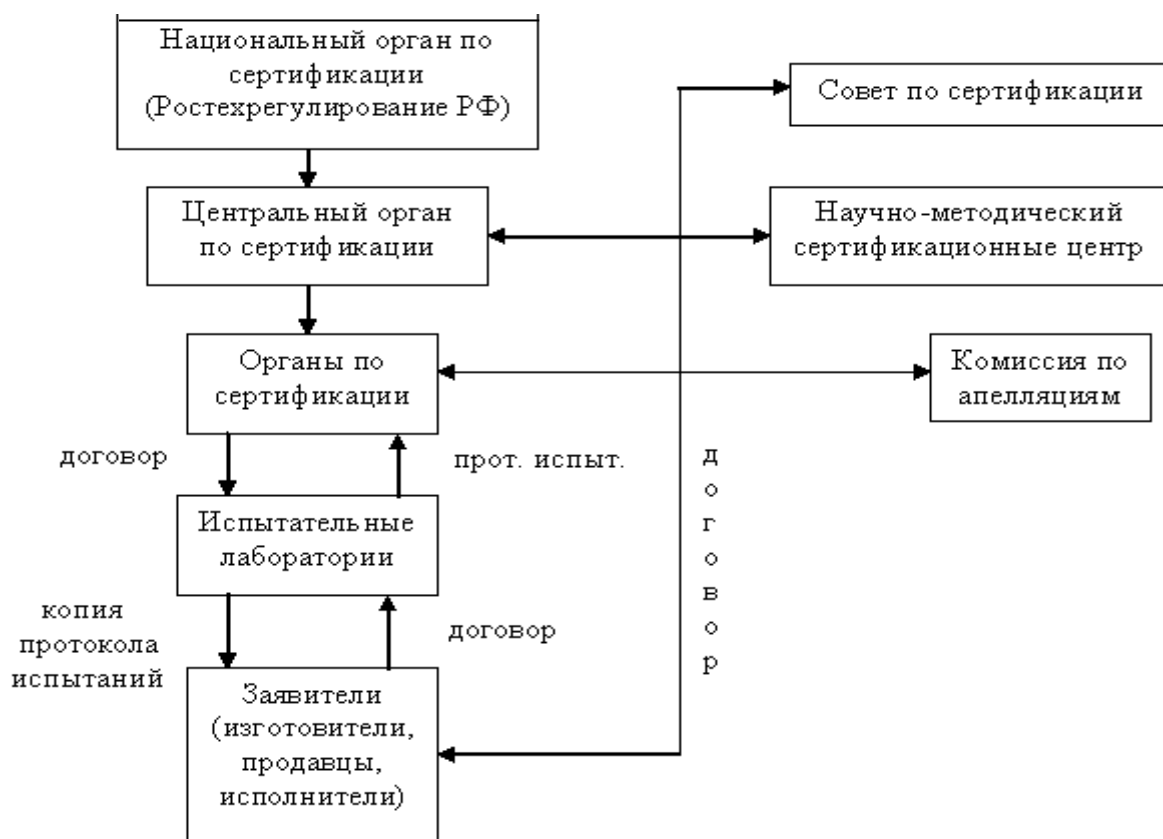 Национальный орган по
сертификации
(Ростехрегулирование РФ)
Совет по сертификации
Центральный орган
по сертификации
Научно-методический
сертификационные центр
Органы по
сертификации
Комиссия по
апелляциям
договор
прот. испыт.
договор
Испытательные
лаборатории
копия
протокола
испытаний
договор
Заявители
(изготовители,
продавцы,
исполнители)